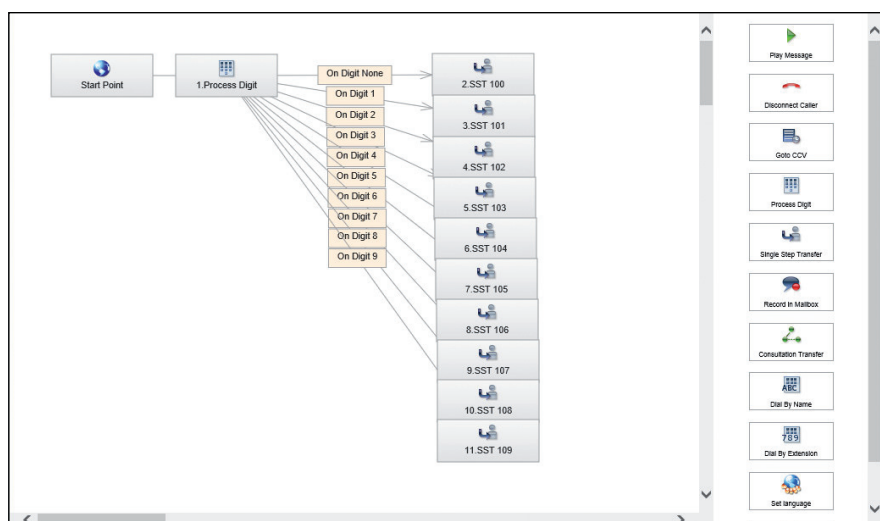 Start Point
1.Process Digit
On Digit None
On Digit 1
On Digit 2
On Digit 3
On Digit 4
On Digit 5
On Digit 6
On Digit 7
On Digit 8
On Digit 9
2.SST 100
3.SST 101
4.SST 102
5.SST 103
6.SST 104
7.SST 105
8.SST 106
9.SST 107
10.SST 108
11.SST 109
Play Message
Disconnect Caller
Goto CCV
Process Digit
Single Step Transfer
Record In Mailbox
Consultation Transfer
ABC
Dial By Name
789
Dial By Extension
Set language